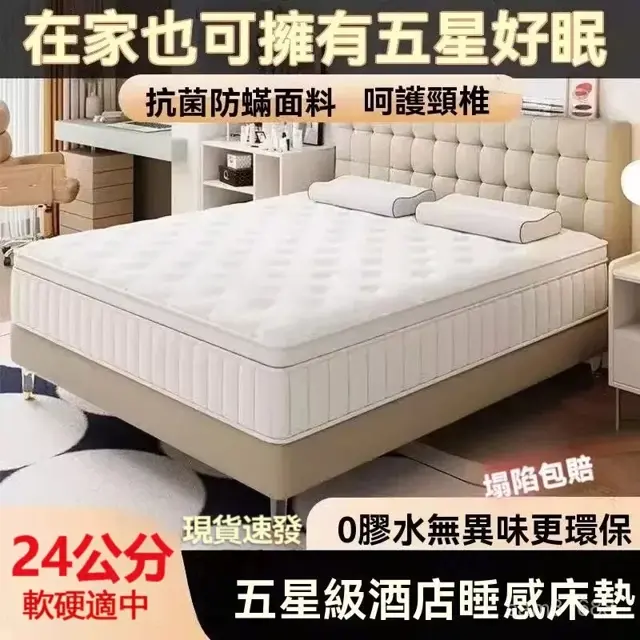 在家也可擁有五星好眠
抗菌防蟎面料 呵護頸椎
塌陷包賠
現貨速發
0膠水無異味更環保
24公分
軟硬適中
五星級酒店睡感床墊